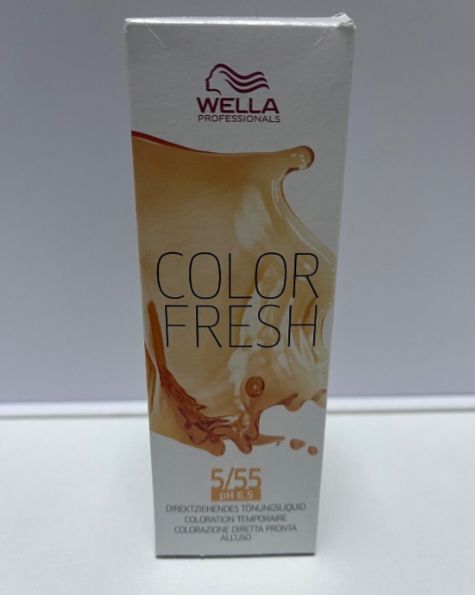 WELLA
PROFESSIONALS
COLOR
FRESH
5/55
pH 6.5
DIREKTZIEHENDES TÖNUNGSLIQUID
COLORATION TEMPORAIRE
COLORAZIONE DIRETTA PRONTA
ALL'USO